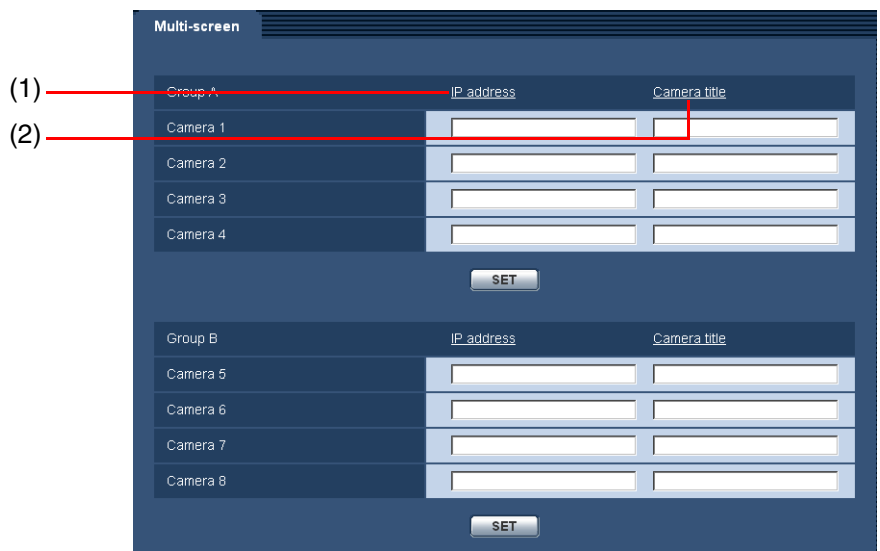 Multi-screen
(1) Group A IP address Camera title
(2) Camera 1
Camera 2
Camera 3
Camera 4
SET
Group B IP address Camera title
Camera 5
Camera 6
Camera 7
Camera 8
SET